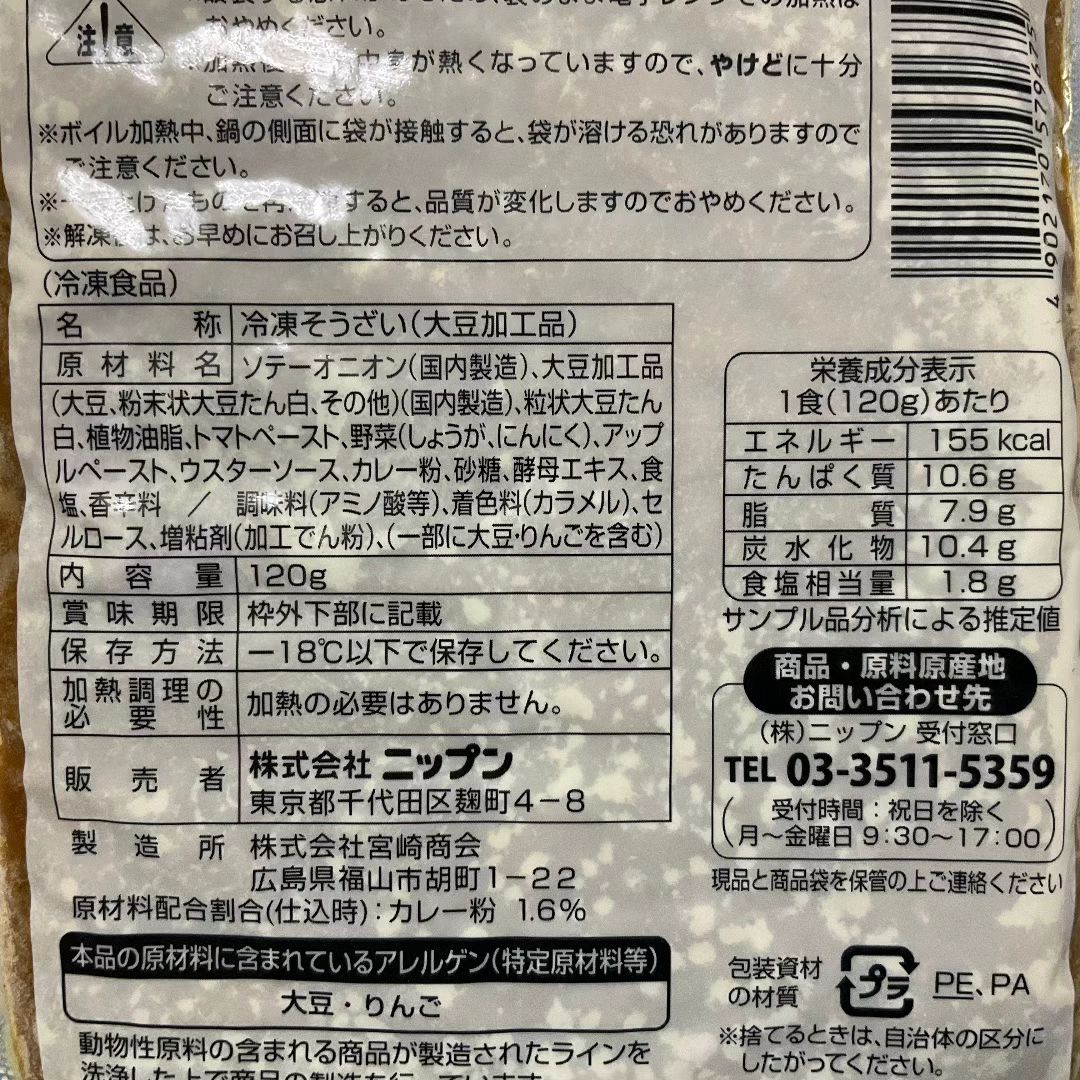 注意
おやめください。
が熱くなっていますので、やけどに十分
ご注意ください。
※ボイル加熱中、鍋の側面に袋が接触すると、袋が溶ける恐れがありますので
ご注意ください。
すると、品質が変化しますのでおやめください。
※解凍後は、お早めにお召し上がりください。
(冷凍食品)
名称 冷凍そうざい(大豆加工品)
原材料名 ソテーオニオン(国内製造)、大豆加工品
(大豆、粉末状大豆たん白、その他)(国内製造)、粒状大豆たん
白、植物油脂、トマトペースト、野菜(しょうが、にんにく)、アップ
ルペースト、ウスターソース、カレー粉、砂糖、酵母エキス、食
塩、香辛料 / 調味料(アミノ酸等)、着色料(カラメル)、セ
ルロース、増粘剤(加工でん粉)、(一部に大豆・りんごを含む)
内容量 120g
賞味期限 枠外下部に記載
保存方法 -18℃以下で保存してください。
加熱調理の
必要性 加熱の必要はありません。
販売者 株式会社 ニップン
東京都千代田区麹町4-8
製造所 株式会社宮崎商会
広島県福山市胡町1-22
原材料配合割合(仕込時):カレー粉 1.6%
本品の原材料に含まれているアレルゲン(特定原材料等)
大豆・りんご
動物性原料の含まれる商品が製造されたラインを
洗浄した上で商品の製造を行っています
栄養成分表示
1食(120g)あたり
エネルギー 155 kcal
たんぱく質 10.6 g
脂質 7.9 g
炭水化物 10.4 g
食塩相当量 1.8 g
サンプル品分析による推定値
商品・原料原産地
お問い合わせ先
(株)ニップン 受付窓口
TEL 03-3511-5359
受付時間:祝日を除く
月~金曜日 9:30~17:00
現品と商品袋を保管の上ご連絡ください
包装資材
の材質 プラ PE、PA
※捨てるときは、自治体の区分に
したがってください。